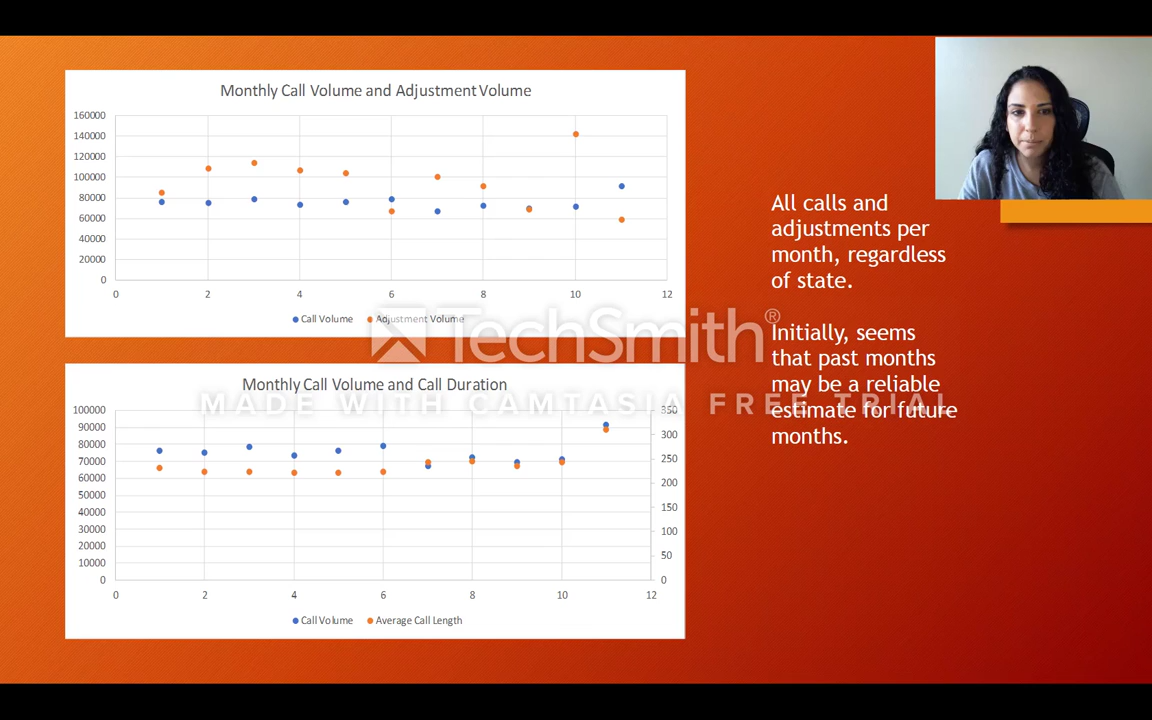 Monthly Call Volume and Adjustment Volume
160000
140000
120000
100000
80000
60000
40000
20000
0
0 2 4 6 8 10 12
Call Volume Adjustment Volume
Monthly Call Volume and Call Duration
100000 350
90000
80000 300
70000 250
60000 200
50000
40000 150
30000 100
20000
10000 50
0 0
0 2 4 6 8 10 12
Call Volume Average Call Length
All calls and
adjustments per
month, regardless
of state.
Initially, seems
that past months
may be a reliable
estimate for future
months.
TechSmith®
MADE WITH CAMTASIA FREE TRIAL